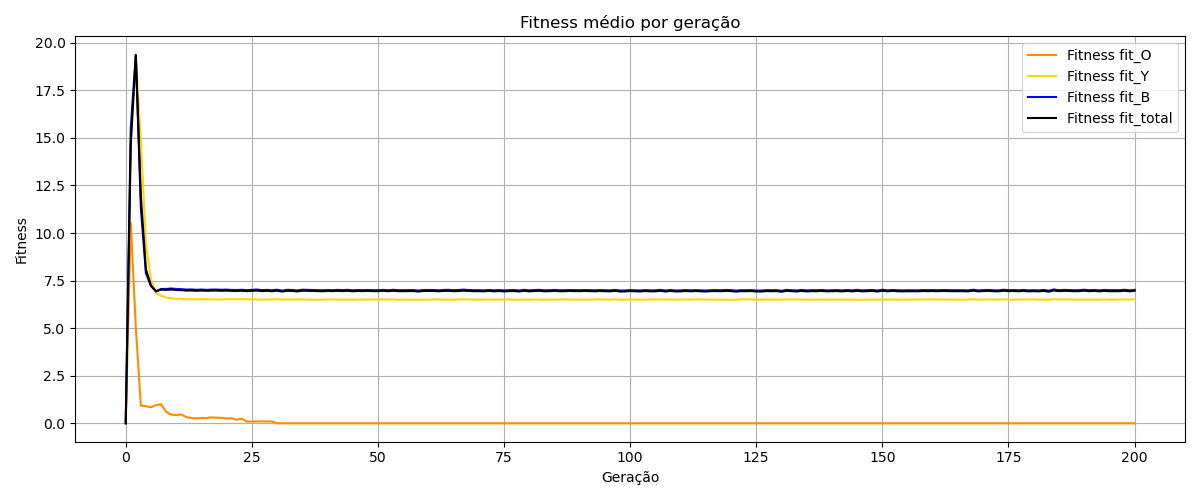 Fitness médio por geração
20.0
17.5
15.0
12.5
10.0
7.5
5.0
2.5
0.0
Fitness
Fitness fit_O
Fitness fit_Y
Fitness fit_B
Fitness fit_total
0 25 50 75 100 125 150 175 200
Geração